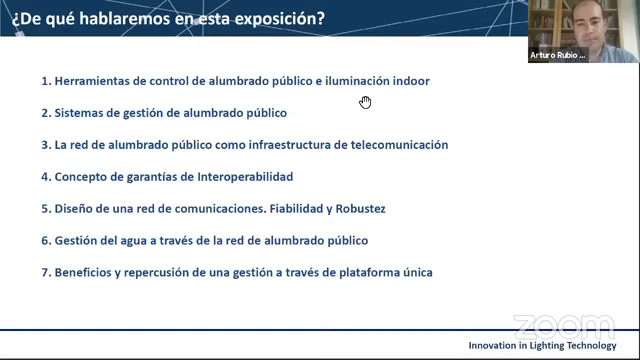 ¿De qué hablaremos en esta exposición?
Arturo Rubio ...
1. Herramientas de control de alumbrado público e iluminación indoor
2. Sistemas de gestión de alumbrado público
3. La red de alumbrado público como infraestructura de telecomunicación
4. Concepto de garantías de Interoperabilidad
5. Diseño de una red de comunicaciones. Fiabilidad y Robustez
6. Gestión del agua a través de la red de alumbrado público
7. Beneficios y repercusión de una gestión a través de plataforma única
zoom
Innovation in Lighting Technology